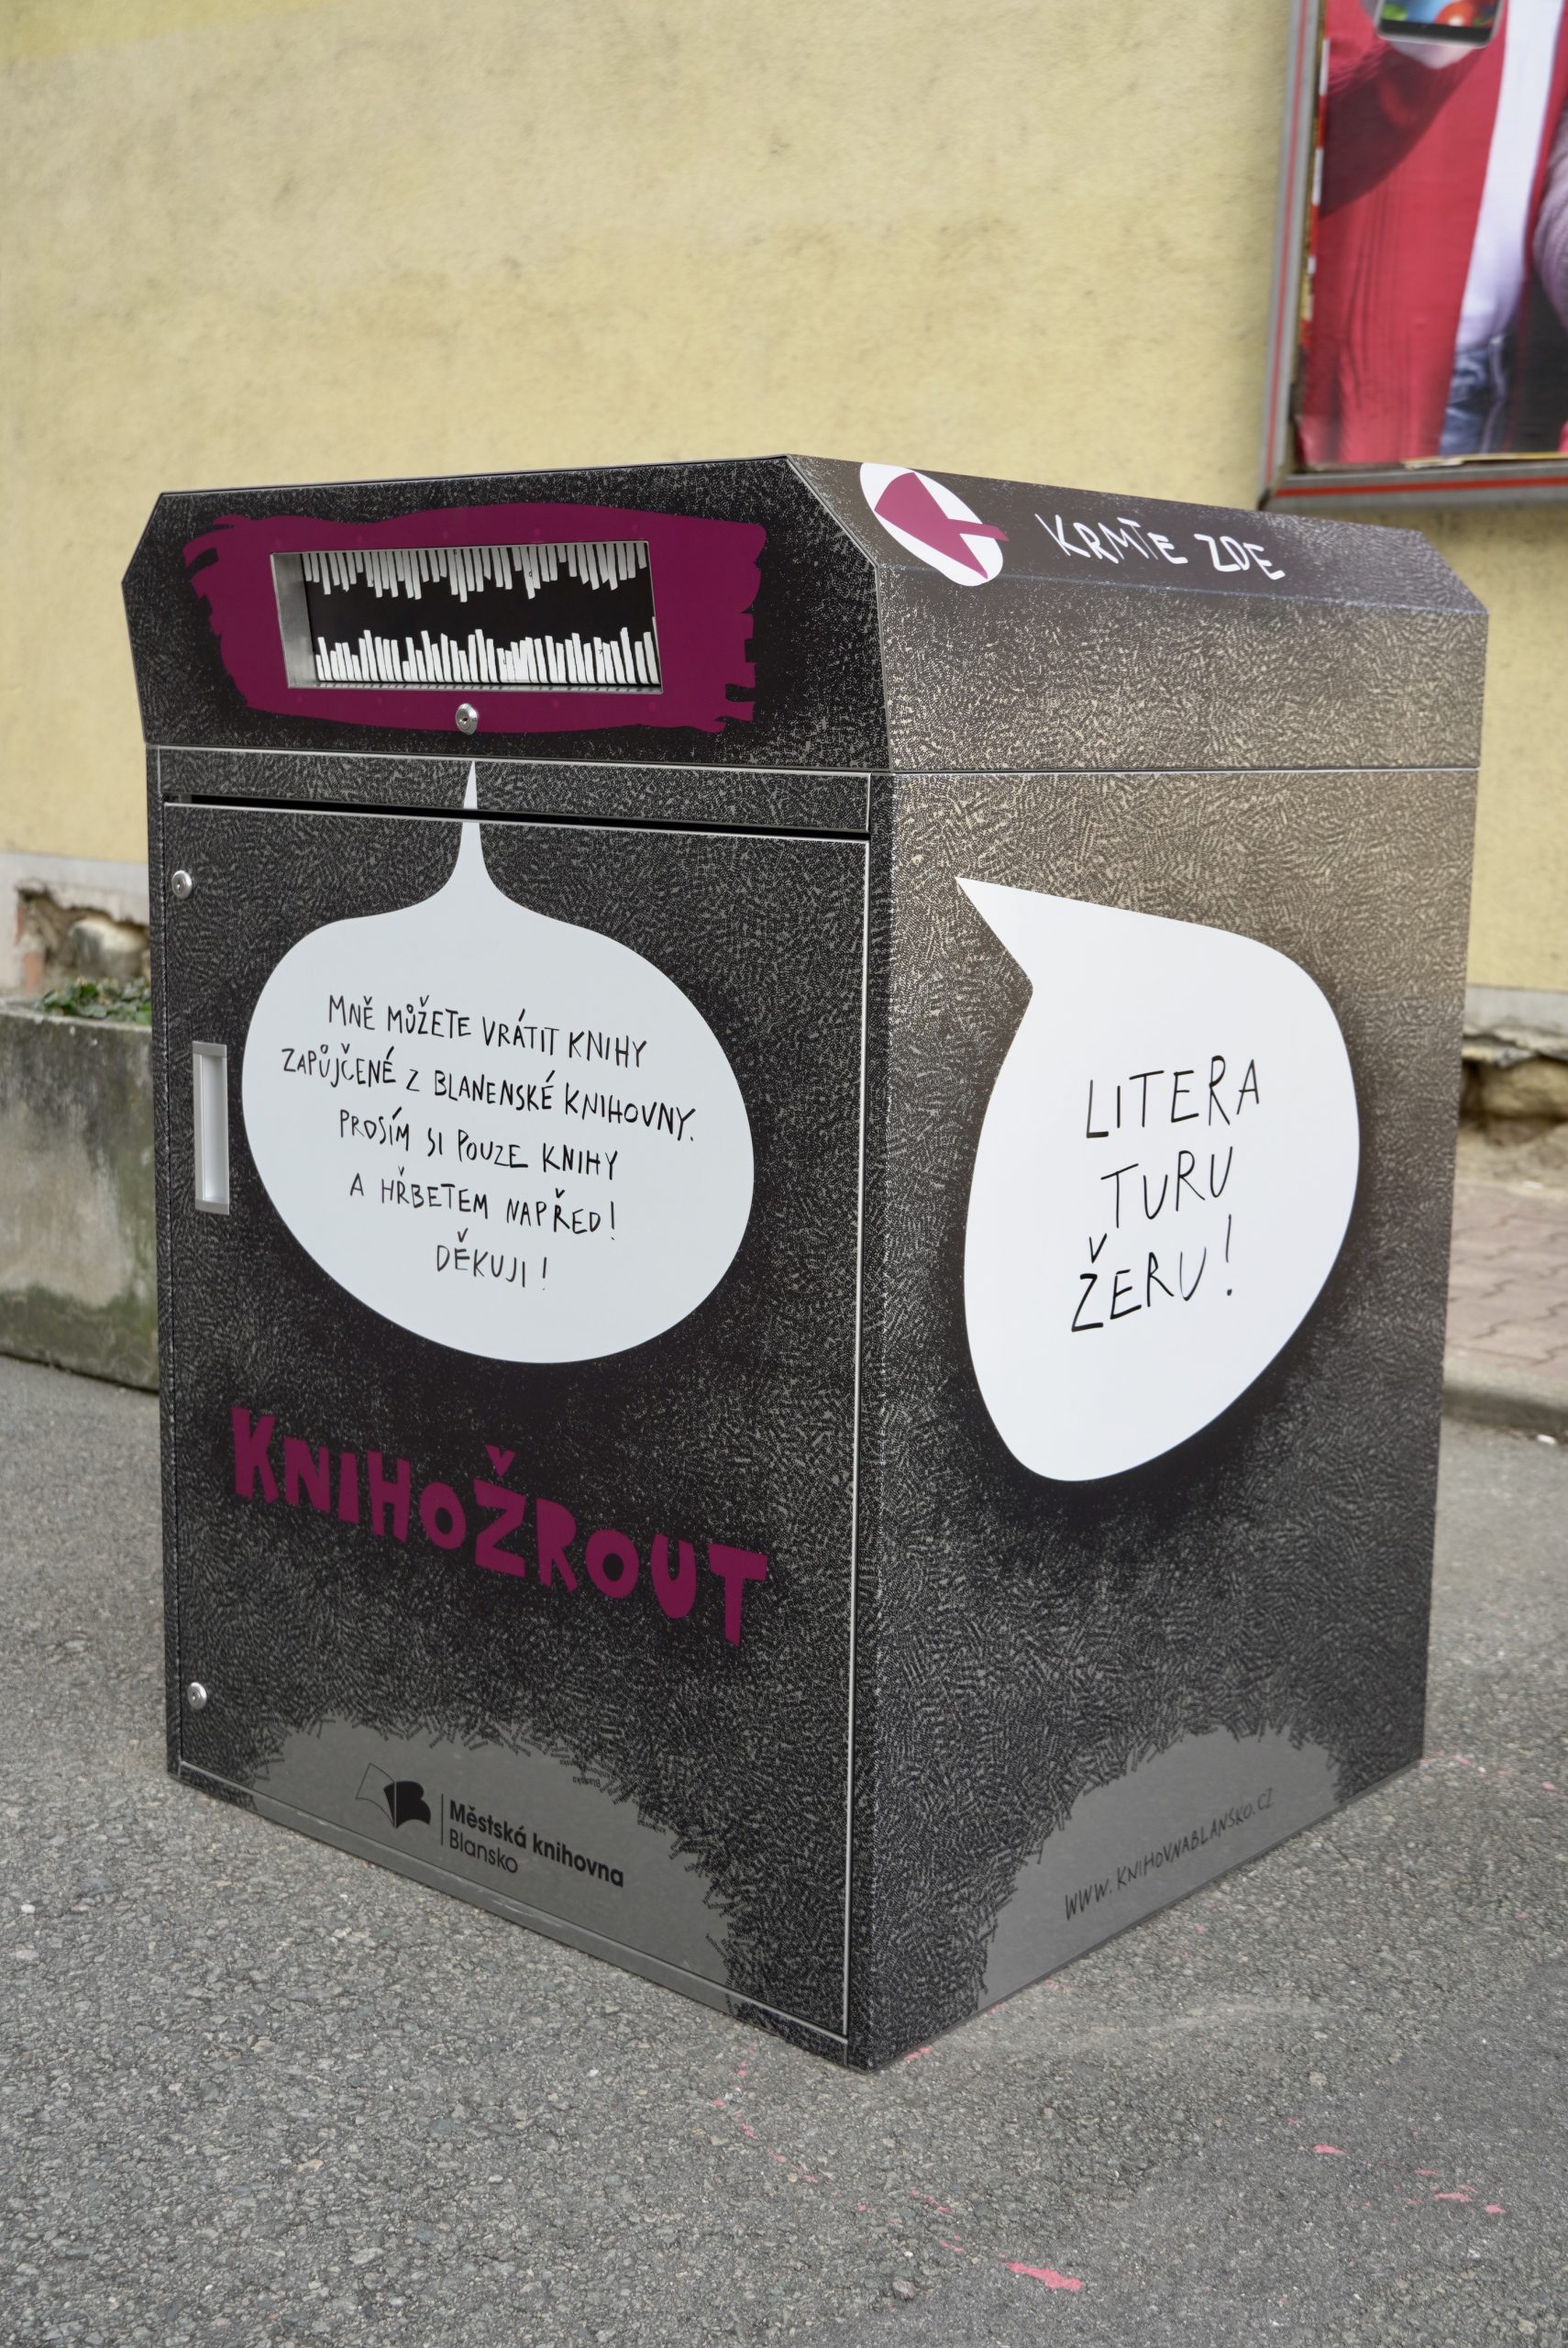 KRMTE ZDE
MNĚ MŮŽETE VRÁTIT KNIHY
ZAPŮJČENÉ Z BLANENSKÉ KNIHOVNY.
PROSÍM SI POUZE KNIHY
A HŘBETEM NAPŘED!
DĚKUJI!
KNIHOŽROUT
Městská knihovna
Blansko
LITERA
TURU
ŽERU!
WWW.KNIHOVNABLANSKO.CZ